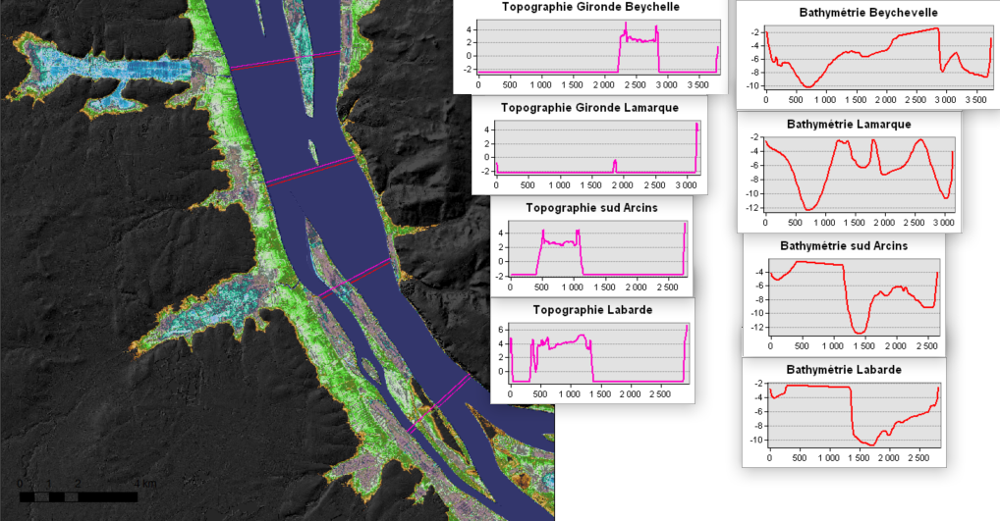 Topographie Gironde Beychelle
4
2
0
-2
0 500 1 000 1 500 2 000 2 500 3 000 3 500
Bathymétrie Beychevelle
-2
-4
-6
-8
-10
0 500 1 000 1 500 2 000 2 500 3 000 3 500
Topographie Gironde Lamarque
4
2
0
-2
0 500 1 000 1 500 2 000 2 500 3 000
Bathymétrie Lamarque
-2
-4
-6
-8
-10
-12
0 500 1 000 1 500 2 000 2 500 3 000
Topographie sud Arcins
4
2
0
-2
0 500 1 000 1 500 2 000 2 500
Bathymétrie sud Arcins
-4
-6
-8
-10
-12
0 500 1 000 1 500 2 000 2 500
Topographie Labarde
6
4
2
0
0 500 1 000 1 500 2 000 2 500
Bathymétrie Labarde
-2
-4
-6
-8
-10
0 500 1 000 1 500 2 000 2 500
0 1 2 4 km